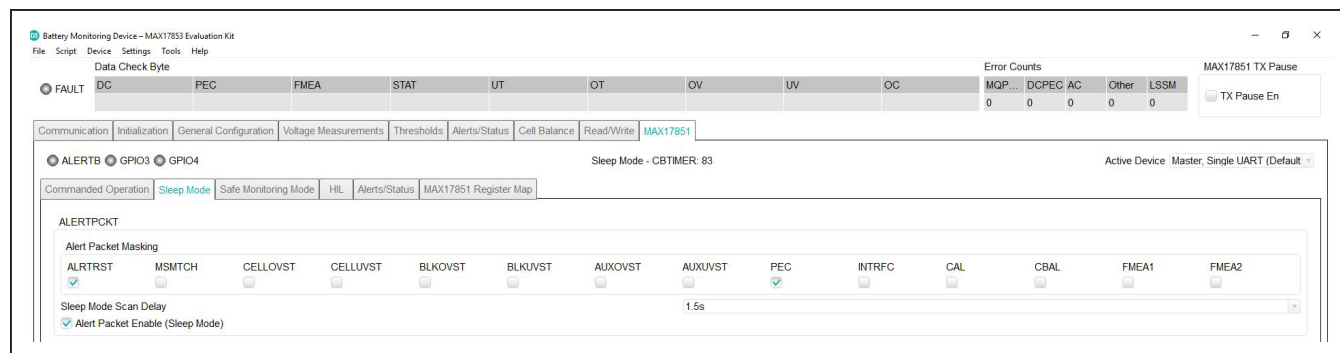 Battery Monitoring Device – MAX17853 Evaluation Kit
File Script Device Settings Tools Help
Data Check Byte Error Counts MAX17851 TX Pause
FAULT DC PEC FMEA STAT UT OT OV UV OC MQP... DCPEC AC Other LSSM TX Pause En
0 0 0 0 0
Communication Initialization General Configuration Voltage Measurements Thresholds Alerts/Status Cell Balance Read/Write MAX17851
ALERTB GPIO3 GPIO4 Sleep Mode - CBTIMER: 83 Active Device Master, Single UART (Default
Commanded Operation Sleep Mode Safe Monitoring Mode HIL Alerts/Status MAX17851 Register Map
ALERTPCKT
Alert Packet Masking
ALRTRST MSMTCH CELLOVST CELLUVST BLKOVST BLKUVST AUXOVST AUXUVST PEC INTRFC CAL CBAL FMEA1 FMEA2
Sleep Mode Scan Delay 1.5s
Alert Packet Enable (Sleep Mode)